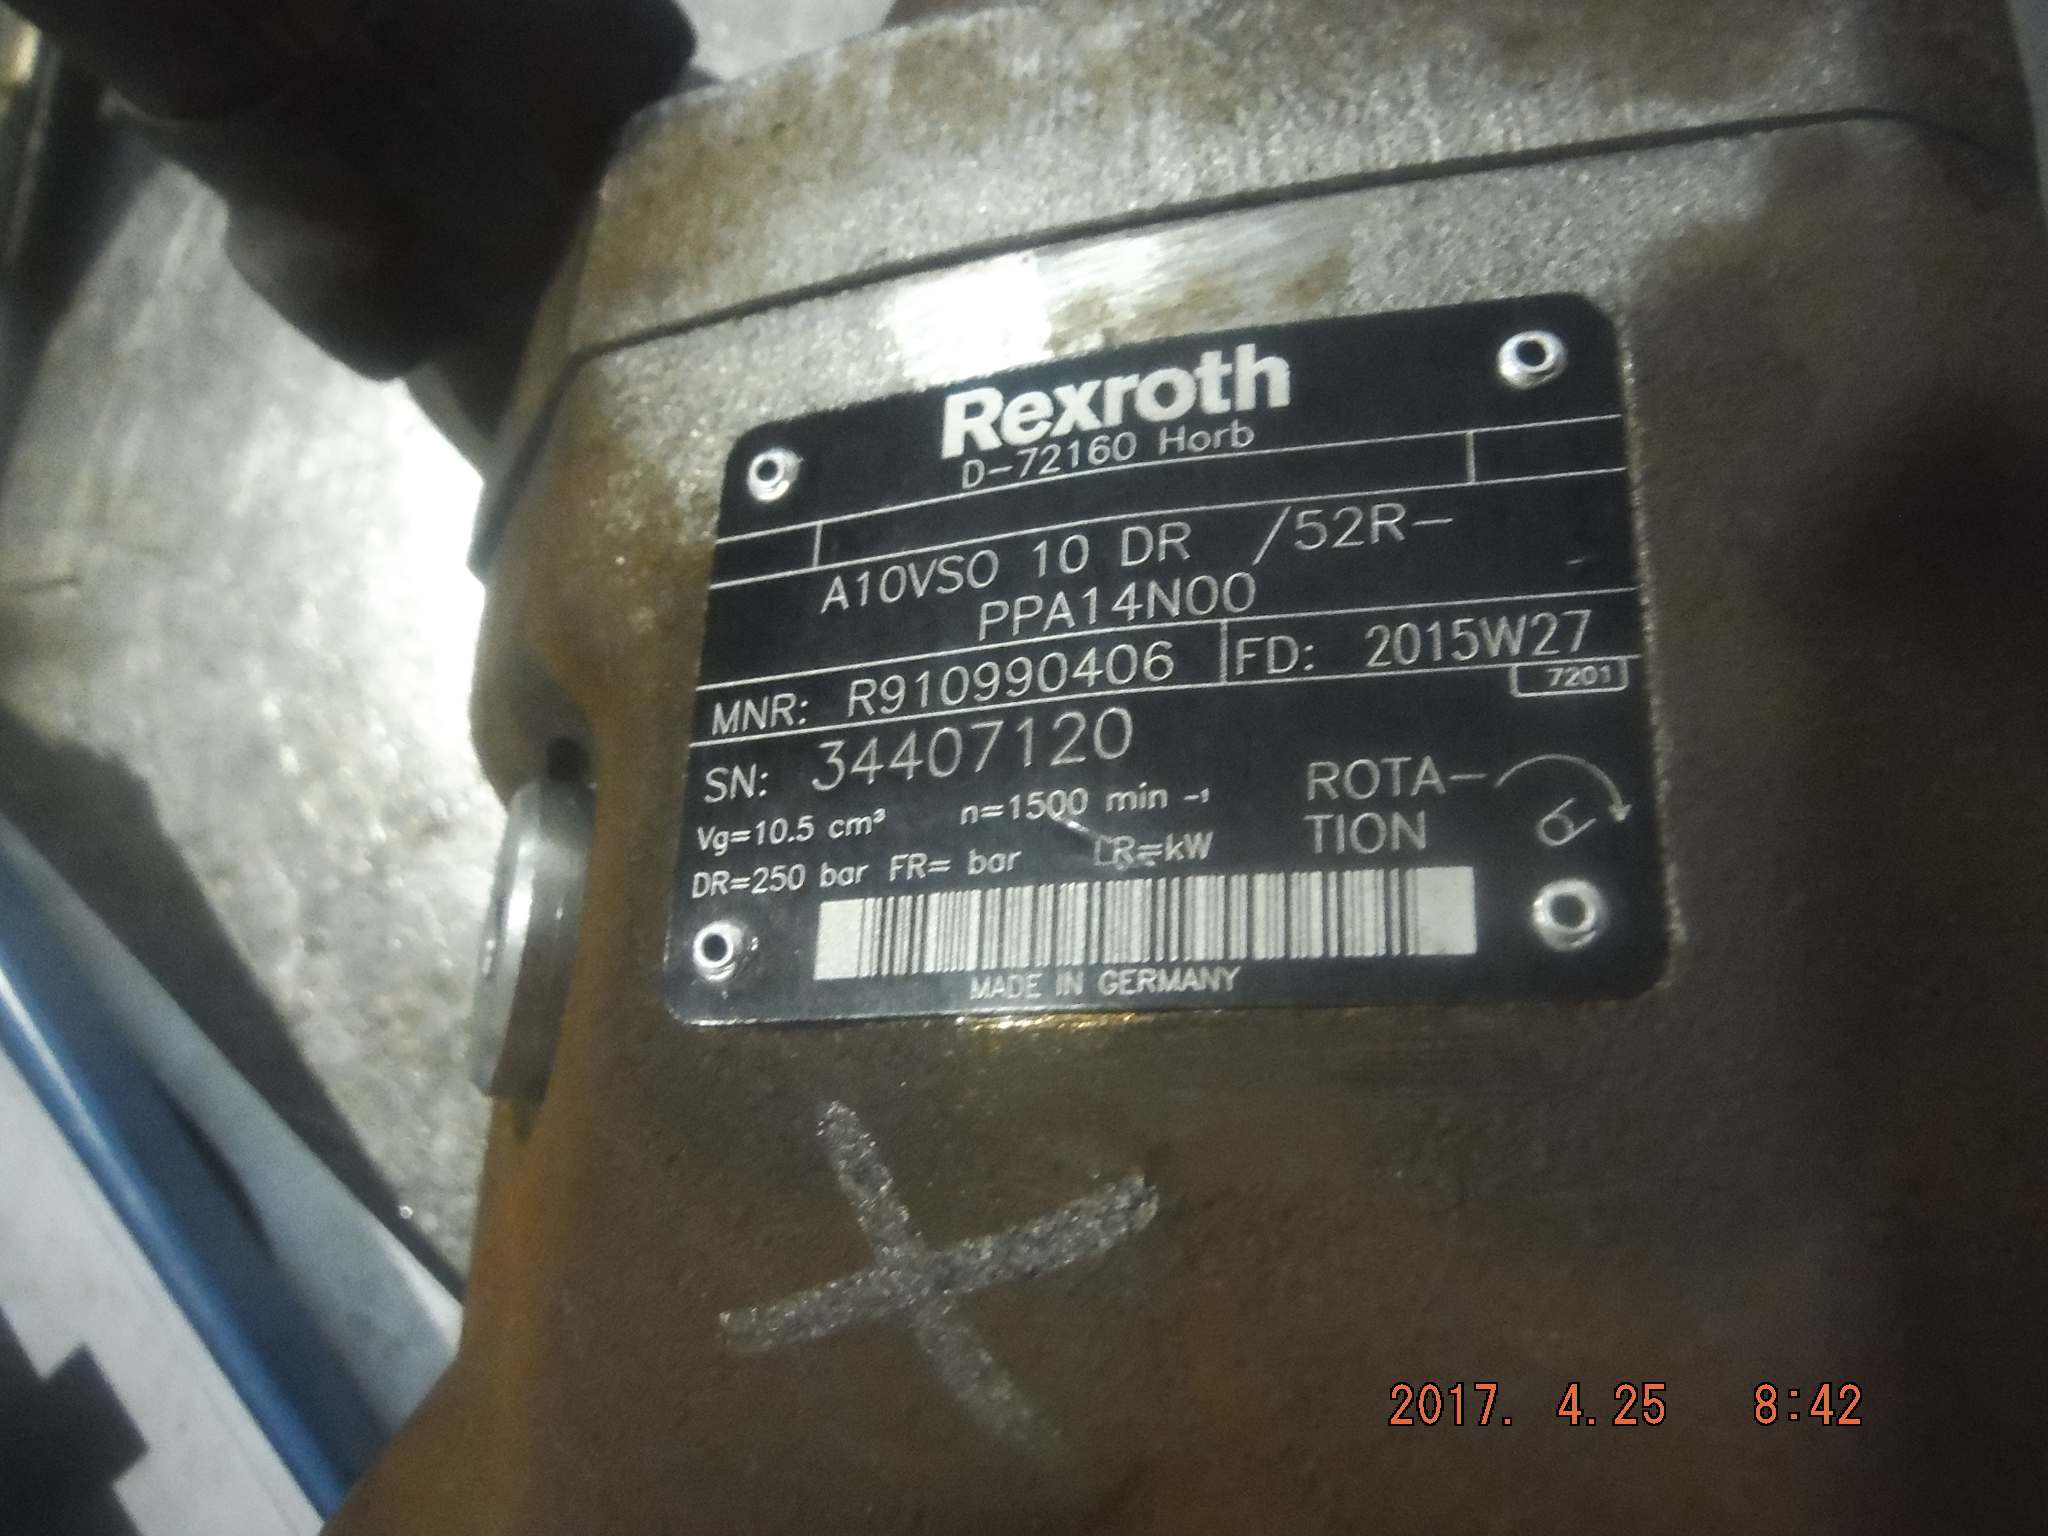 Rexroth
D-72160 Horb
A10VSO 10 DR /52R-
PPA14N00
MNR: R910990406 FD: 2015W27
7201
SN: 34407120
Vg=10.5 cm³ n=1500 min -¹
ROTA-
TION
DR=250 bar FR= bar LR=kW
MADE IN GERMANY
2017. 4.25 8:42